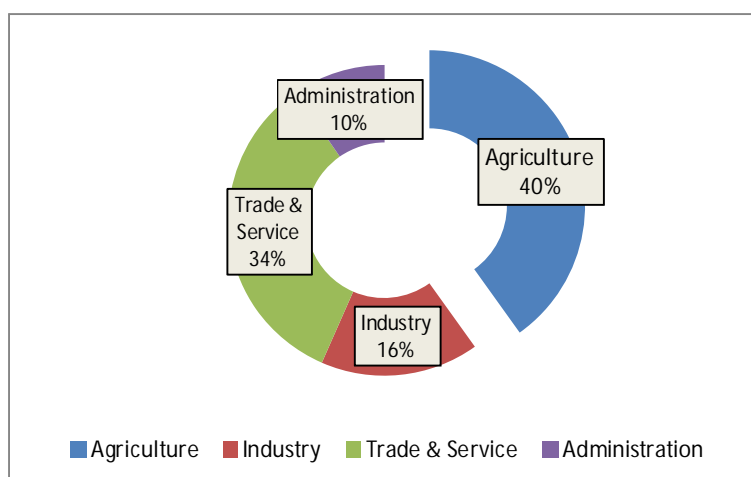 Administration
10%
Agriculture
40%
Trade &
Service
34%
Industry
16%
Agriculture Industry Trade & Service Administration